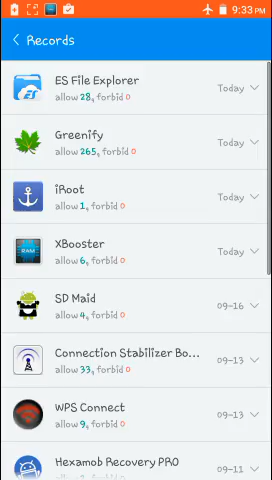 9:33 PM
Records
ES File Explorer
allow 28, forbid 0
Today
Greenify
allow 265, forbid 0
Today
iRoot
allow 1, forbid 0
Today
XBooster
allow 6, forbid 0
Today
SD Maid
allow 4, forbid 0
09-16
Connection Stabilizer Bo...
allow 33, forbid 0
09-13
WPS Connect
allow 9, forbid 0
09-13
Hexamob Recovery PRO
09-11